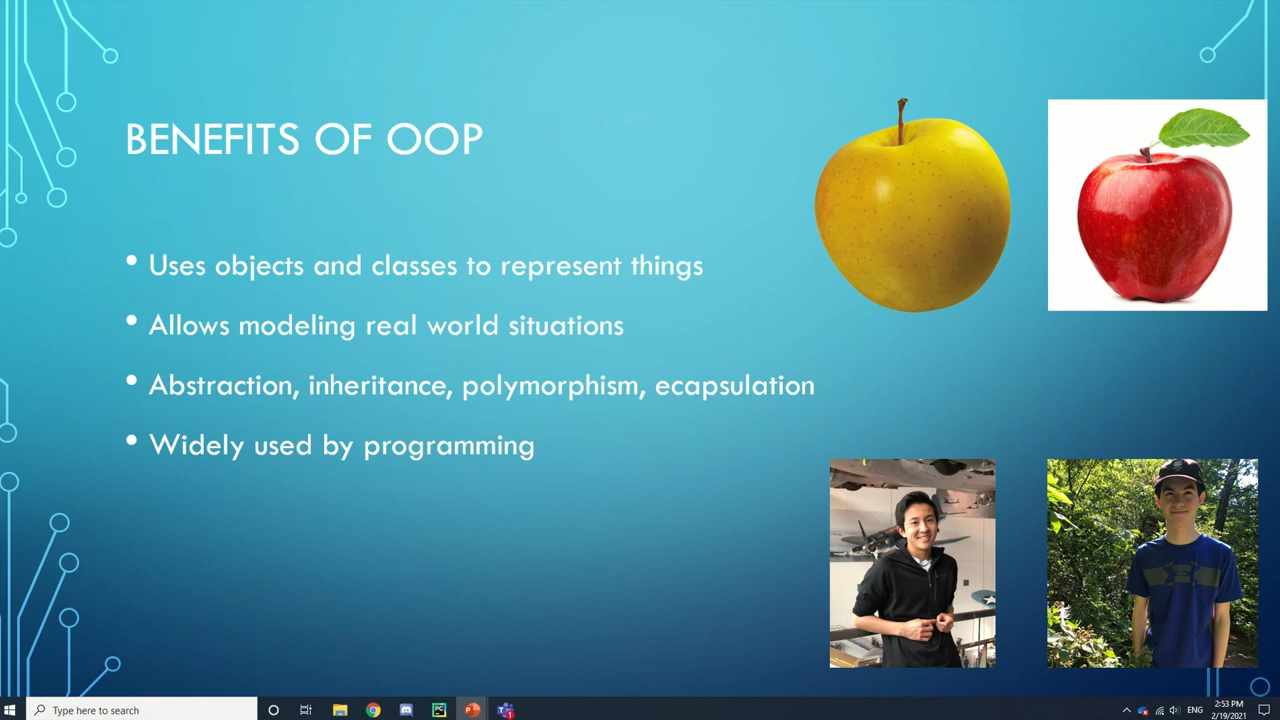 BENEFITS OF OOP
• Uses objects and classes to represent things
• Allows modeling real world situations
• Abstraction, inheritance, polymorphism, ecapsulation
• Widely used by programming
Type here to search
ENG
2:53 PM
2/19/2021